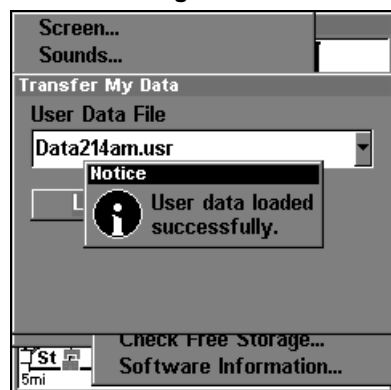 Screen...
Sounds...
Transfer My Data
User Data File
Data214am.usr
Notice
L
User data loaded
successfully.
Check Free Storage...
St
Software Information...
5mi